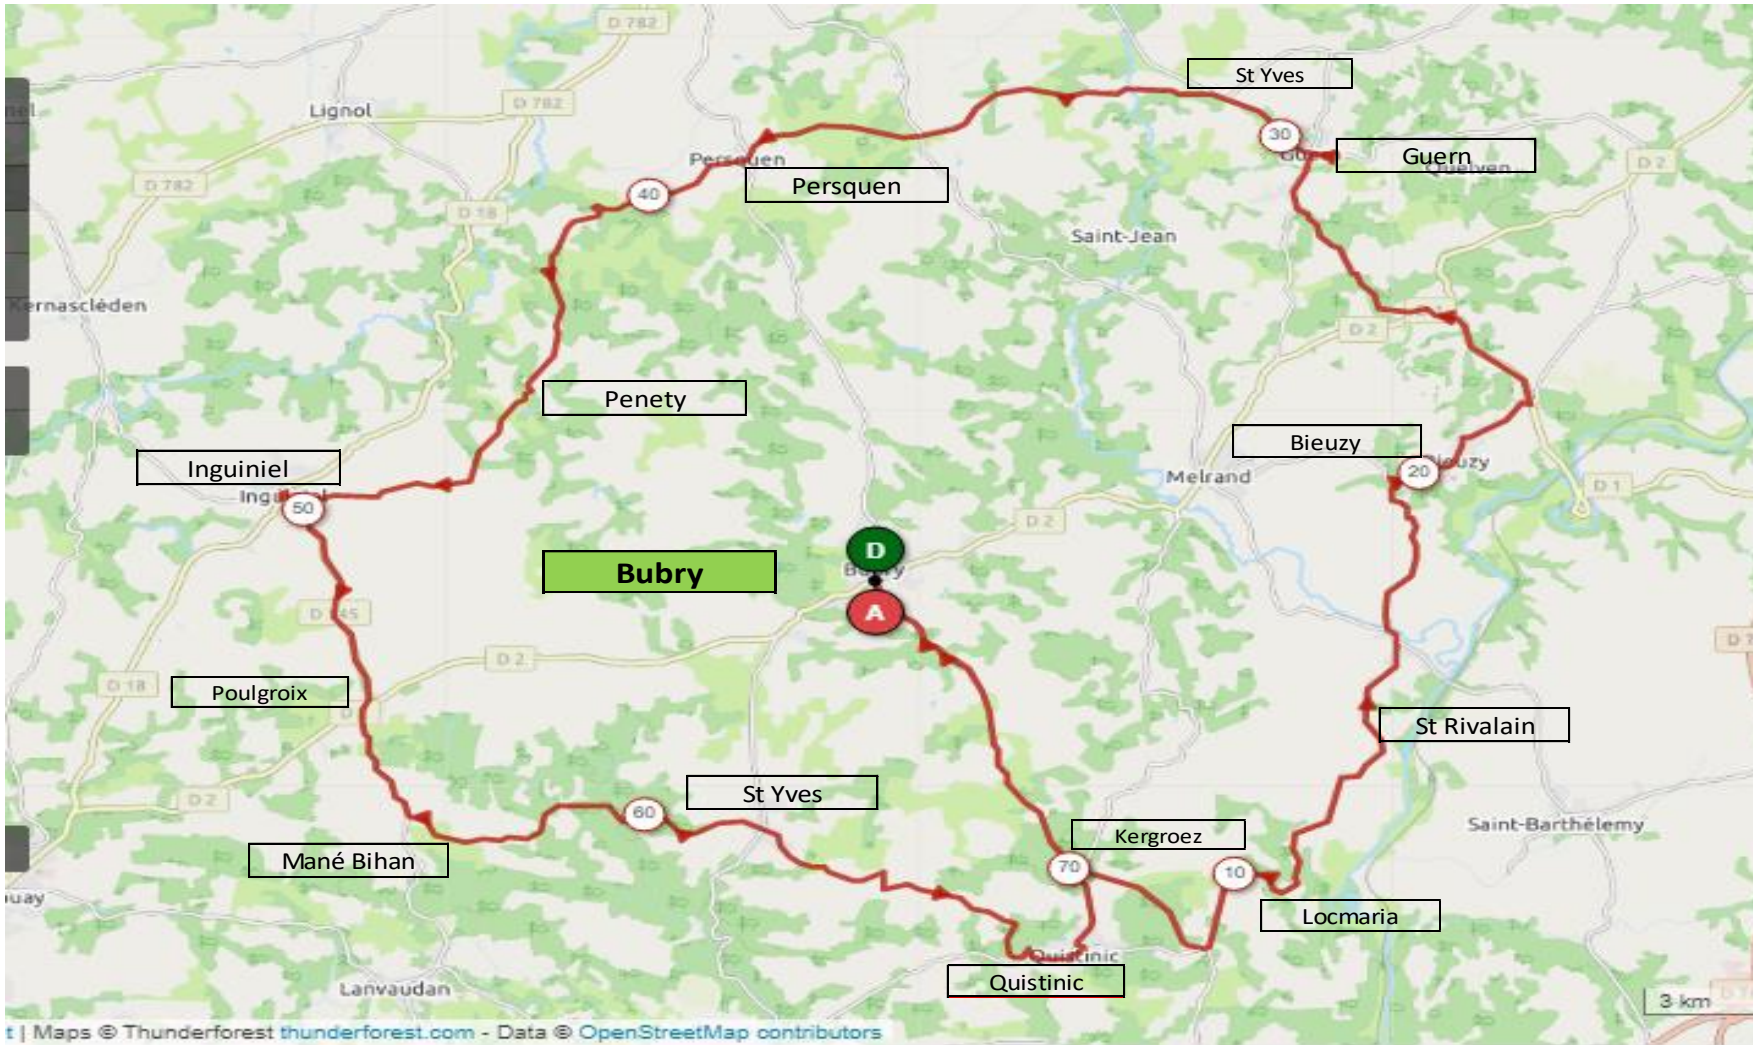 D 782
St Yves
Lignol
D 782
30
Guern
Persquen
Quelven
D 2
D 782
Persquen
40
D 18
Saint-Jean
Kernascléden
D 2
Penety
Bieuzy
Inguiniel
20
Melrand
D 1
50
D 2
D
Bubry
A
D 2
D 18
Poulgroix
St Rivalain
St Yves
D 2
60
Saint-Barthélemy
Kergroez
Mané Bihan
70
10
Locmaria
Quistinic
Quistinic
Lanvaudan
3 km
t | Maps © Thunderforest thunderforest.com - Data © OpenStreetMap contributors